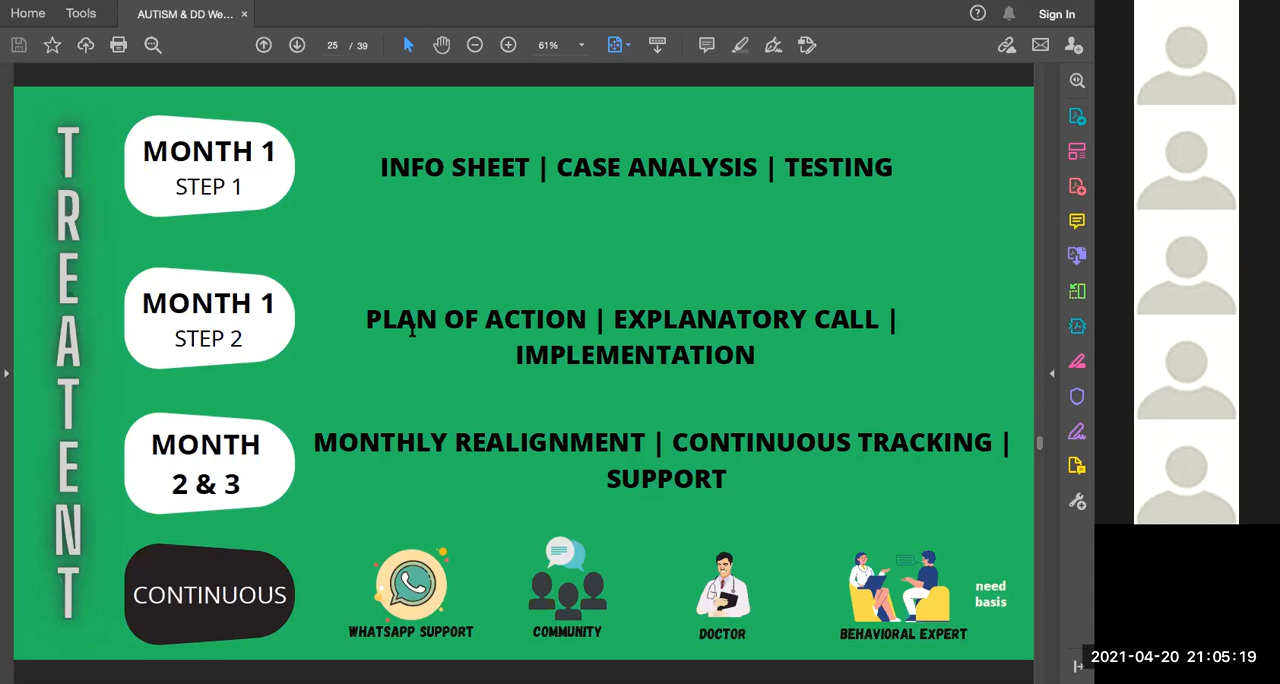 Home Tools AUTISM & DD We... × Sign In
25 / 39 61%
TREATENT
MONTH 1
STEP 1
INFO SHEET | CASE ANALYSIS | TESTING
MONTH 1
STEP 2
PLAN OF ACTION | EXPLANATORY CALL |
IMPLEMENTATION
MONTH
2 & 3
MONTHLY REALIGNMENT | CONTINUOUS TRACKING |
SUPPORT
CONTINUOUS
WHATSAPP SUPPORT
COMMUNITY
DOCTOR
BEHAVIORAL EXPERT
need
basis
2021-04-20 21:05:19